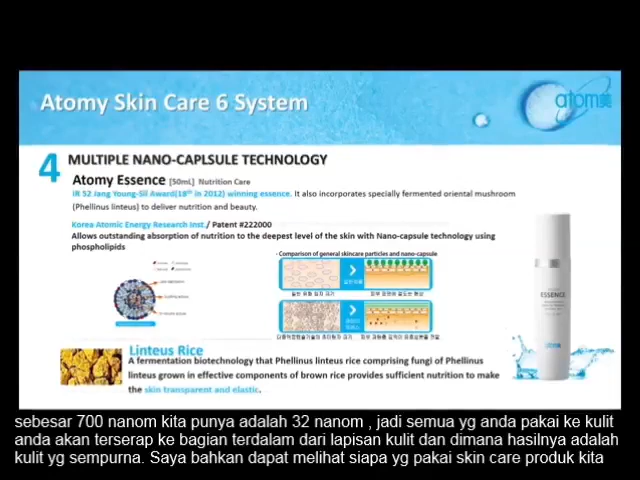 Atomy Skin Care 6 System
atom美
4 MULTIPLE NANO-CAPLSULE TECHNOLOGY
Atomy Essence [50mL] Nutrition Care
IR 52 Jang Young-Sil Award(18th in 2012) winning essence. It also incorporates specially fermented oriental mushroom
(Phellinus linteus) to deliver nutrition and beauty.
Korea Atomic Energy Research Inst./ Patent #222000
Allows outstanding absorption of nutrition to the deepest level of the skin with Nano-capsule technology using
phospholipids
- Comparison of general skincare particles and nano-capsule
ESSENCE
Linteus Rice
A fermentation biotechnology that Phellinus linteus rice comprising fungi of Phellinus
linteus grown in effective components of brown rice provides sufficient nutrition to make
the skin transparent and elastic.
sebesar 700 nanom kita punya adalah 32 nanom , jadi semua yg anda pakai ke kulit
anda akan terserap ke bagian terdalam dari lapisan kulit dan dimana hasilnya adalah
kulit yg sempurna. Saya bahkan dapat melihat siapa yg pakai skin care produk kita